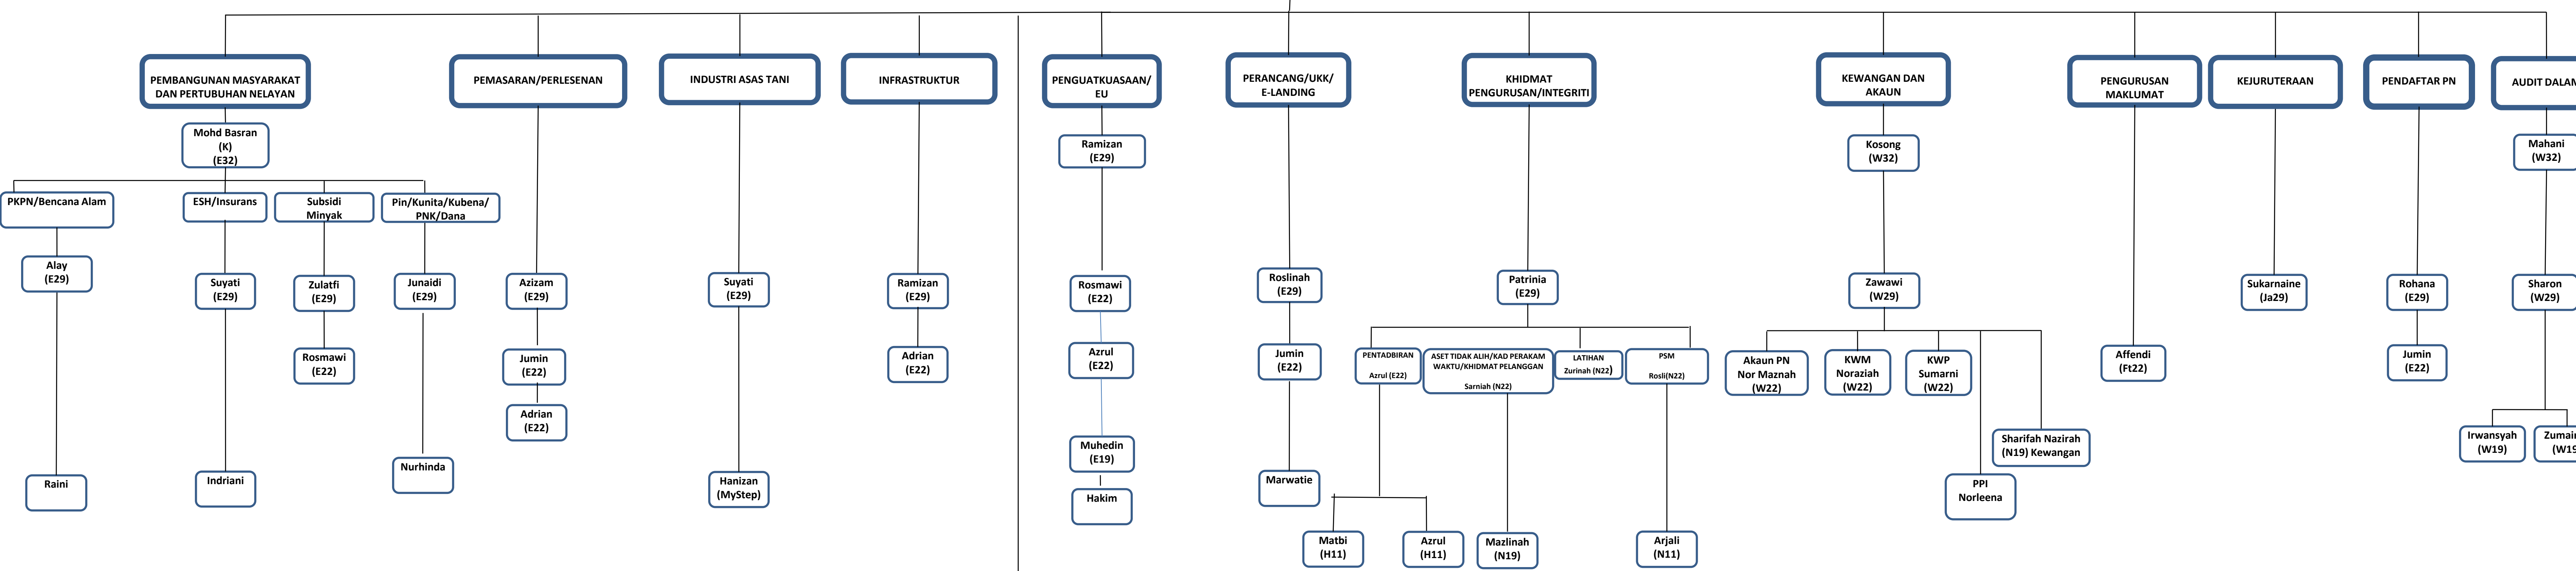 PEMBANGUNAN MASYARAKAT
DAN PERTUBUHAN NELAYAN
PEMASARAN/PERLESENAN
INDUSTRI ASAS TANI
INFRASTRUKTUR
PENGUATKUASAAN/
EU
PERANCANG/UKK/
E-LANDING
KHIDMAT
PENGURUSAN/INTEGRITI
KEWANGAN DAN
AKAUN
PENGURUSAN
MAKLUMAT
KEJURUTERAAN
PENDAFTAR PN
AUDIT DALAM
Mohd Basran
(K)
(E32)
Ramizan
(E29)
Kosong
(W32)
Mahani
(W32)
PKPN/Bencana Alam
ESH/Insurans
Subsidi
Minyak
Pin/Kunita/Kubena/
PNK/Dana
Alay
(E29)
Suyati
(E29)
Zulatfi
(E29)
Junaidi
(E29)
Azizam
(E29)
Suyati
(E29)
Ramizan
(E29)
Rosmawi
(E22)
Roslinah
(E29)
Patrinia
(E29)
Zawawi
(W29)
Sukarnaine
(Ja29)
Rohana
(E29)
Sharon
(W29)
Rosmawi
(E22)
Jumin
(E22)
Adrian
(E22)
Azrul
(E22)
Jumin
(E22)
PENTADBIRAN
Azrul (E22)
ASET TIDAK ALIH/KAD PERAKAM
WAKTU/KHIDMAT PELANGGAN
Sarniah (N22)
LATIHAN
Zurinah (N22)
PSM
Rosli(N22)
Akaun PN
Nor Maznah
(W22)
KWM
Noraziah
(W22)
KWP
Sumarni
(W22)
Affendi
(Ft22)
Jumin
(E22)
Adrian
(E22)
Muhedin
(E19)
Sharifah Nazirah
(N19) Kewangan
Irwansyah
(W19)
Raini
Indriani
Nurhinda
Hanizan
(MyStep)
Hakim
Marwatie
PPI
Norleena
Matbi
(H11)
Azrul
(H11)
Mazlinah
(N19)
Arjali
(N11)